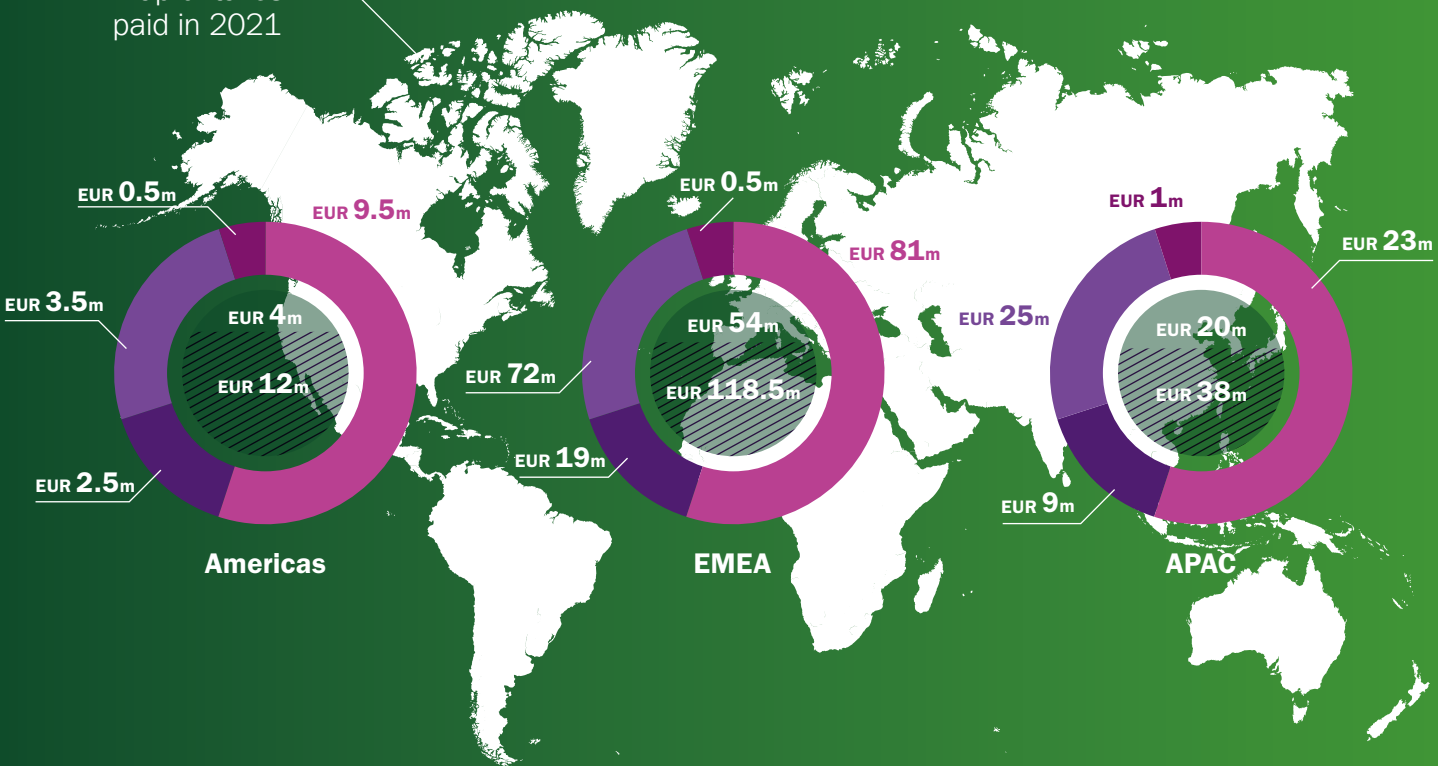 paid in 2021
EUR 0.5m
EUR 9.5m
EUR 3.5m
EUR 4m
EUR 12m
EUR 2.5m
Americas
EUR 0.5m
EUR 81m
EUR 72m
EUR 54m
EUR 118.5m
EUR 19m
EMEA
EUR 1m
EUR 23m
EUR 25m
EUR 20m
EUR 38m
EUR 9m
APAC